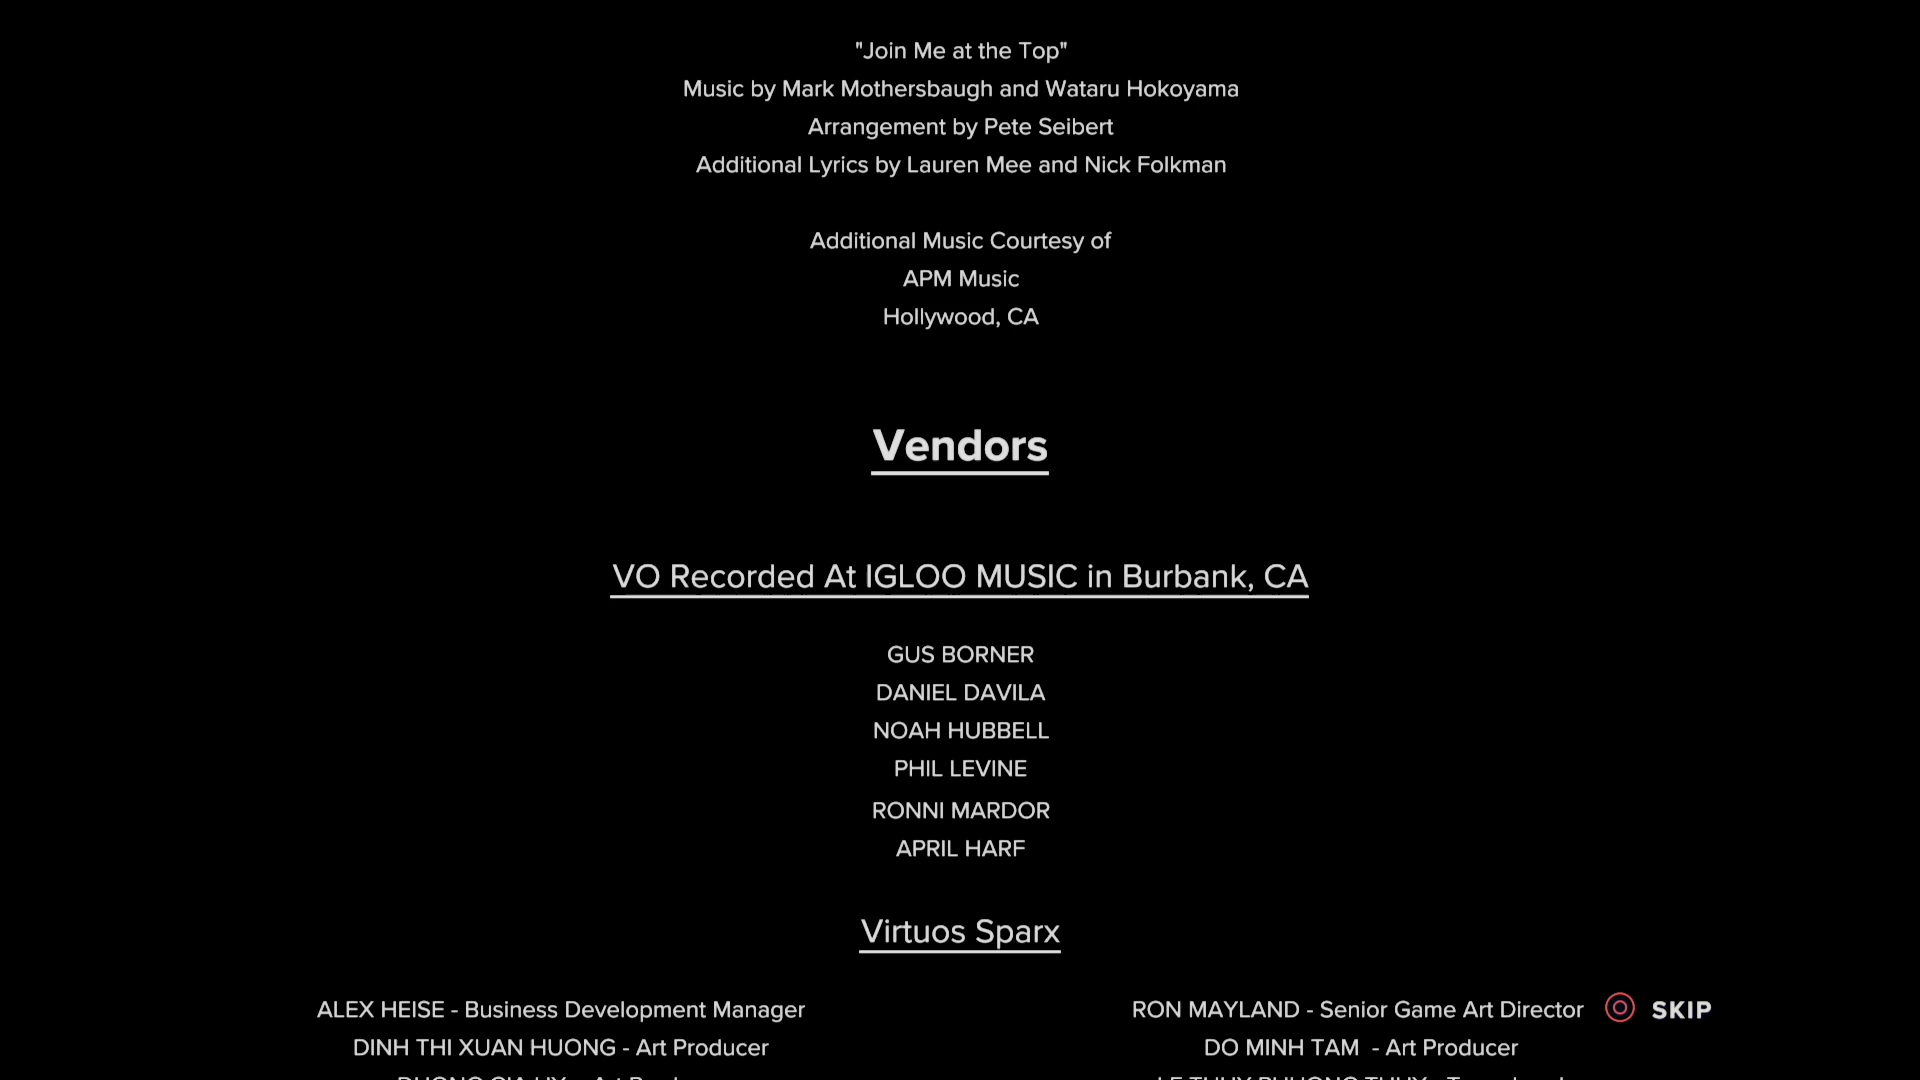 "Join Me at the Top"
Music by Mark Mothersbaugh and Wataru Hokoyama
Arrangement by Pete Seibert
Additional Lyrics by Lauren Mee and Nick Folkman
Additional Music Courtesy of
APM Music
Hollywood, CA
Vendors
VO Recorded At IGLOO MUSIC in Burbank, CA
GUS BORNER
DANIEL DAVILA
NOAH HUBBELL
PHIL LEVINE
RONNI MARDOR
APRIL HARF
Virtuos Sparx
ALEX HEISE - Business Development Manager
RON MAYLAND - Senior Game Art Director
SKIP
DINH THI XUAN HUONG - Art Producer
DO MINH TAM - Art Producer